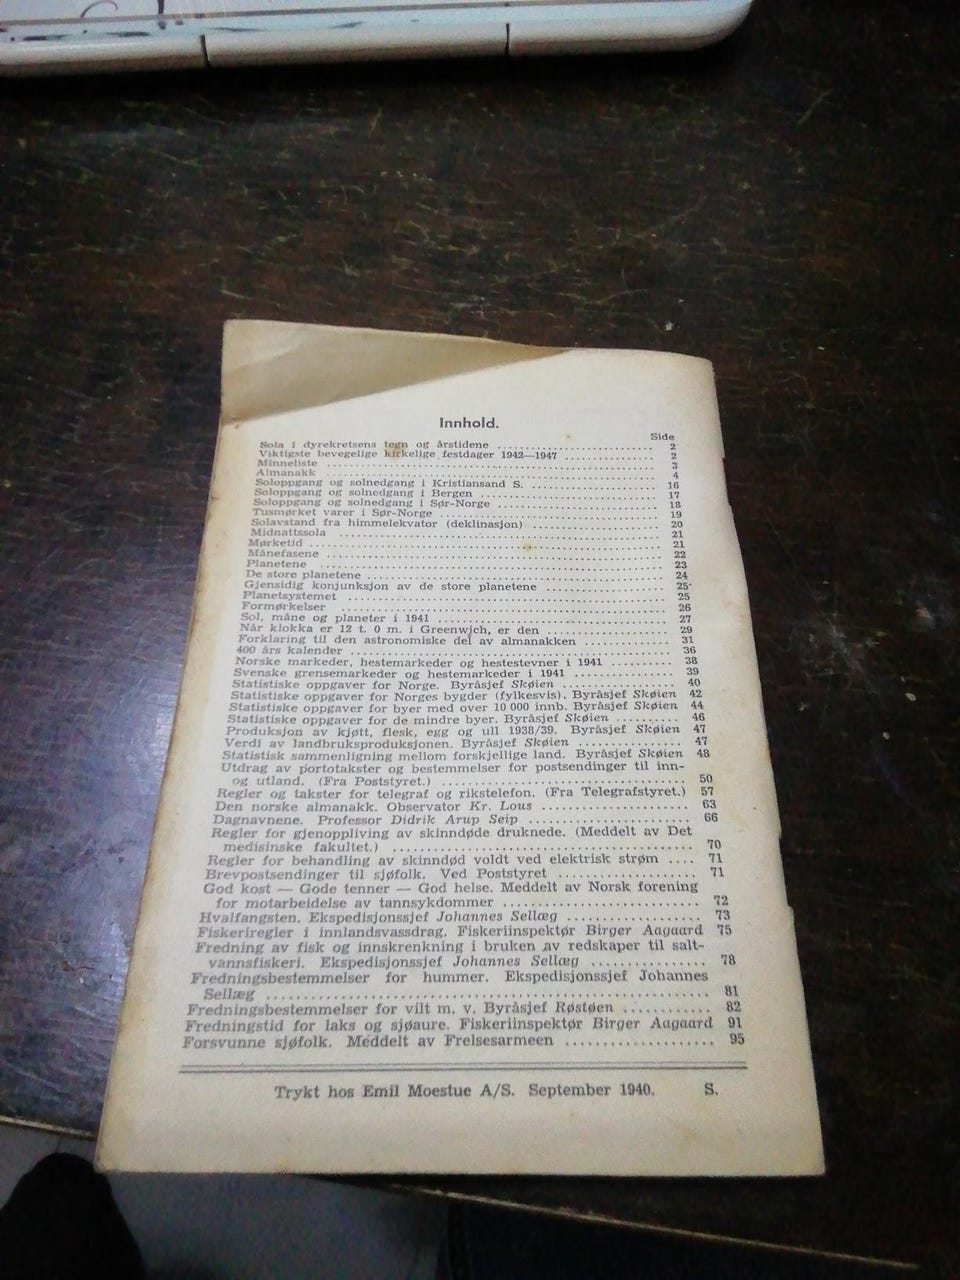 Innhold.
Side
Sola i dyrekretsens tegn og årstidene ............ 2
Viktigste bevegelige kirkelige festdager 1942—1947 ............ 2
Minneliste ............ 3
Almanakk ............ 4
Soloppgang og solnedgang i Kristiansand S. ............ 16
Soloppgang og solnedgang i Bergen ............ 17
Soloppgang og solnedgang i Sør-Norge ............ 18
Tusmørket varer i Sør-Norge ............ 19
Solavstand fra himmelekvator (deklinasjon) ............ 20
Midnattssola ............ 21
Mørketid ............ 21
Månefasene ............ 22
Planetene ............ 23
De store planetene ............ 24
Gjensidig konjunksjon av de store planetene ............ 25
Planetsystemet ............ 25
Formørkelser ............ 26
Sol, måne og planeter i 1941 ............ 27
Når klokka er 12 t. 0 m. i Greenwich, er den ............ 29
Forklaring til den astronomiske del av almanakken ............ 31
400 års kalender ............ 36
Norske markeder, hestemarkeder og hestestevner i 1941 .......... 38
Svenske grensemarkeder og hestemarkeder i 1941 ............ 39
Statistiske oppgaver for Norge. Byråsjef Skøien ............ 40
Statistiske oppgaver for Norges bygder (fylkesvis). Byråsjef Skøien 42
Statistiske oppgaver for byer med over 10 000 innb. Byråsjef Skøien 44
Statistiske oppgaver for de mindre byer. Byråsjef Skøien .......... 46
Produksjon av kjøtt, flesk, egg og ull 1938/39. Byråsjef Skøien 47
Verdi av landbruksproduksjonen. Byråsjef Skøien ............ 47
Statistisk sammenligning mellom forskjellige land. Byråsjef Skøien 48
Utdrag av portotakster og bestemmelser for postsendinger til inn-
og utland. (Fra Poststyret.) ............ 50
Regler og takster for telegraf og rikstelefon. (Fra Telegrafstyret.) 57
Den norske almanakk. Observator Kr. Lous ............ 63
Dagnavnene. Professor Didrik Arup Seip ............ 66
Regler for gjenoppliving av skinndøde druknede. (Meddelt av Det
medisinske fakultet.) ............ 70
Regler for behandling av skinndød voldt ved elektrisk strøm .... 71
Brevpostsendinger til sjøfolk. Ved Poststyret ............ 71
God kost — Gode tenner — God helse. Meddelt av Norsk forening
for motarbeidelse av tannsykdommer ............ 72
Hvalfangsten. Ekspedisjonssjef Johannes Sellæg ............ 73
Fiskeriregler i innlandsvassdrag. Fiskeriinspektør Birger Aagaard 75
Fredning av fisk og innskrenkning i bruken av redskaper til salt-
vannsfiskeri. Ekspedisjonssjef Johannes Sellæg ............ 78
Fredningsbestemmelser for hummer. Ekspedisjonssjef Johannes
Sellæg ............ 81
Fredningsbestemmelser for vilt m. v. Byråsjef Røstøen ............ 82
Fredningstid for laks og sjøaure. Fiskeriinspektør Birger Aagaard 91
Forsvunne sjøfolk. Meddelt av Frelsesarmeen ............ 95
Trykt hos Emil Moestue A/S. September 1940. S.